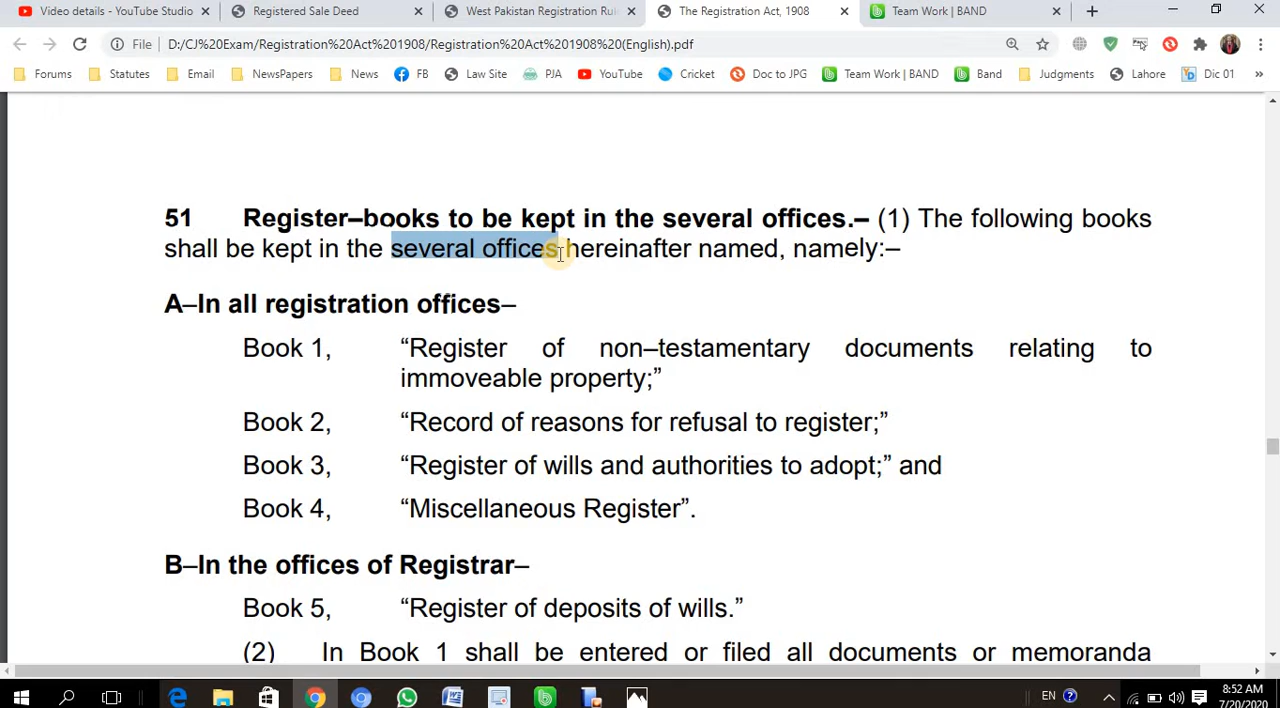 Video details - YouTube Studio
Registered Sale Deed
West Pakistan Registration Rul
The Registration Act, 1908
Team Work | BAND
File | D:/CJ%20Exam/Registration%20Act%201908/Registration%20Act%201908%20(English).pdf
Forums Statutes Email NewsPapers News FB Law Site PJA YouTube Cricket Doc to JPG Team Work | BAND Band Judgments Lahore Dic 01 »
51 Register–books to be kept in the several offices.– (1) The following books
shall be kept in the several offices hereinafter named, namely:–
A–In all registration offices–
Book 1, “Register of non–testamentary documents relating to
immoveable property;”
Book 2, “Record of reasons for refusal to register;”
Book 3, “Register of wills and authorities to adopt;” and
Book 4, “Miscellaneous Register”.
B–In the offices of Registrar–
Book 5, “Register of deposits of wills.”
(2) In Book 1 shall be entered or filed all documents or memoranda
EN
8:52 AM
7/20/2020